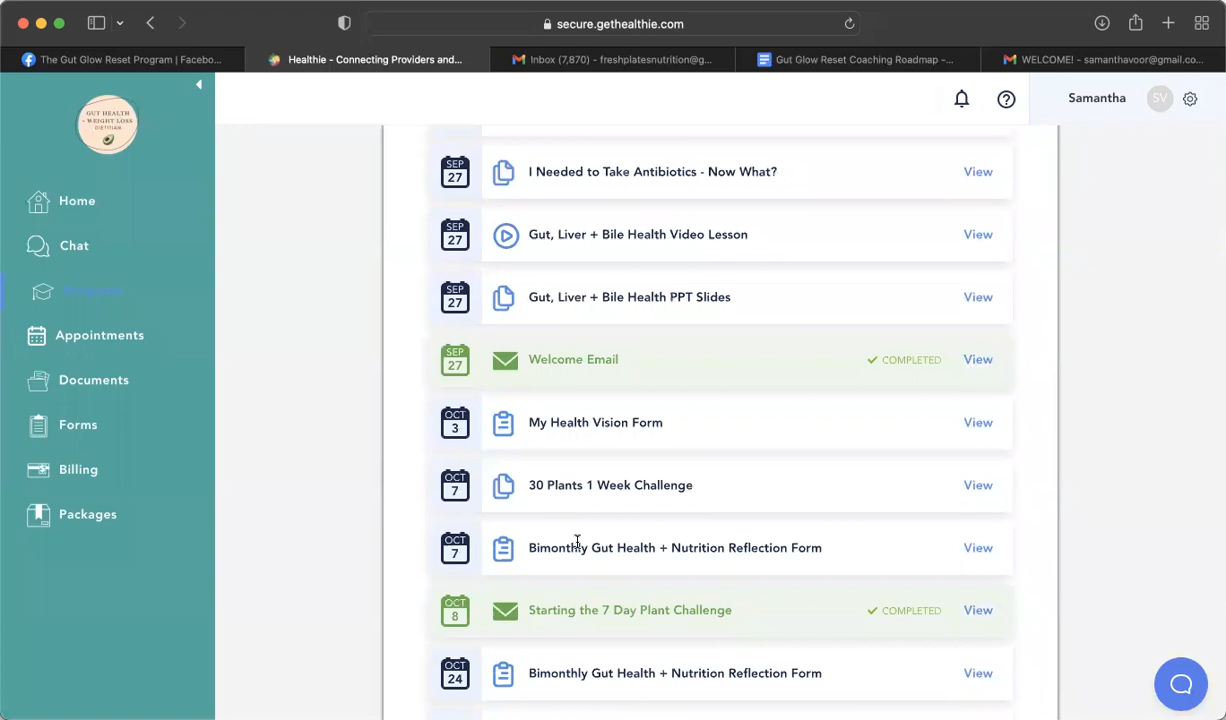 secure.gethealthie.com
The Gut Glow Reset Program | Facebo...
Healthie - Connecting Providers and...
Inbox (7,870) - freshplatesnutrition@g...
Gut Glow Reset Coaching Roadmap -...
WELCOME! - samanthavoor@gmail.co...
GUT HEALTH
+ WEIGHT LOSS
DIETITIAN
Samantha
SV
Home
Chat
Programs
Appointments
Documents
Forms
Billing
Packages
SEP
27
I Needed to Take Antibiotics - Now What?
View
SEP
27
Gut, Liver + Bile Health Video Lesson
View
SEP
27
Gut, Liver + Bile Health PPT Slides
View
SEP
27
Welcome Email
COMPLETED
View
OCT
3
My Health Vision Form
View
OCT
7
30 Plants 1 Week Challenge
View
OCT
7
Bimonthly Gut Health + Nutrition Reflection Form
View
OCT
8
Starting the 7 Day Plant Challenge
COMPLETED
View
OCT
24
Bimonthly Gut Health + Nutrition Reflection Form
View